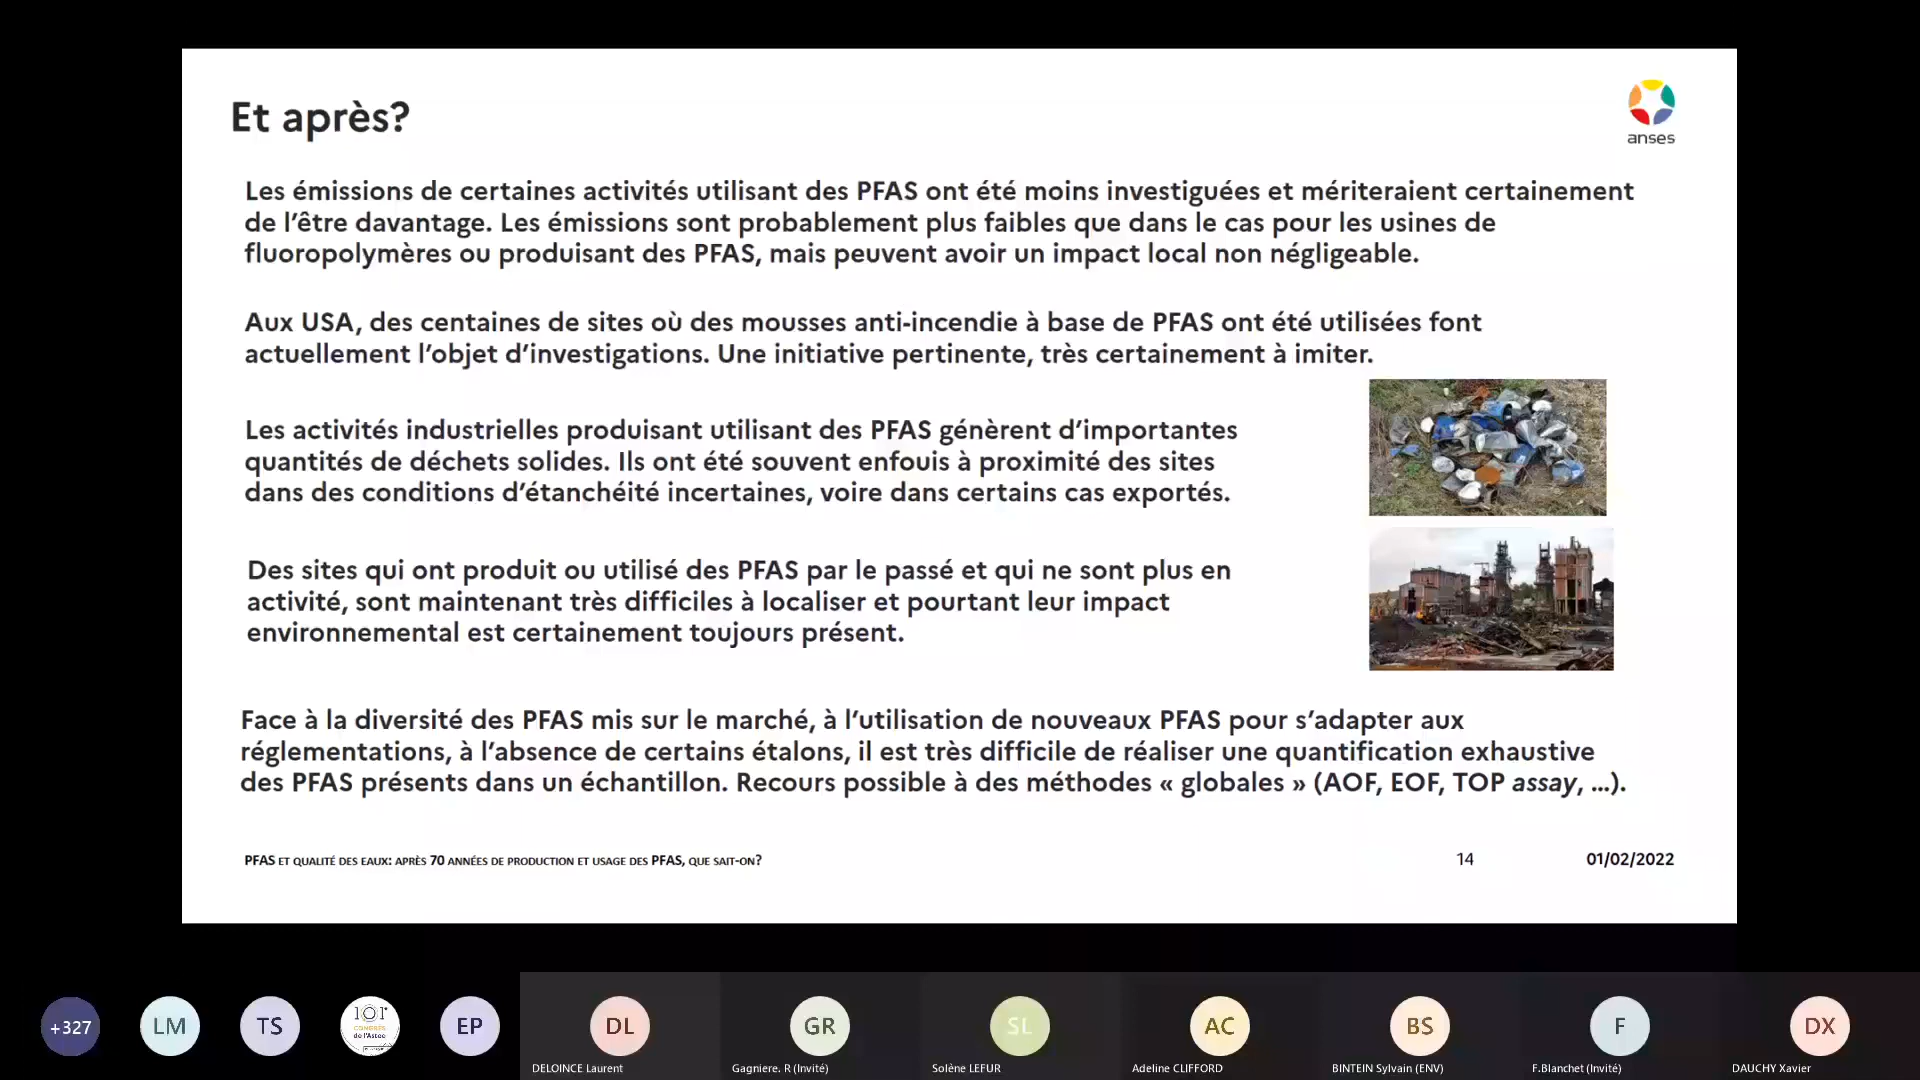 Et après?
anses
Les émissions de certaines activités utilisant des PFAS ont été moins investiguées et mériteraient certainement
de l’être davantage. Les émissions sont probablement plus faibles que dans le cas pour les usines de
fluoropolymères ou produisant des PFAS, mais peuvent avoir un impact local non négligeable.
Aux USA, des centaines de sites où des mousses anti-incendie à base de PFAS ont été utilisées font
actuellement l’objet d’investigations. Une initiative pertinente, très certainement à imiter.
Les activités industrielles produisant utilisant des PFAS génèrent d’importantes
quantités de déchets solides. Ils ont été souvent enfouis à proximité des sites
dans des conditions d’étanchéité incertaines, voire dans certains cas exportés.
Des sites qui ont produit ou utilisé des PFAS par le passé et qui ne sont plus en
activité, sont maintenant très difficiles à localiser et pourtant leur impact
environnemental est certainement toujours présent.
Face à la diversité des PFAS mis sur le marché, à l’utilisation de nouveaux PFAS pour s’adapter aux
réglementations, à l’absence de certains étalons, il est très difficile de réaliser une quantification exhaustive
des PFAS présents dans un échantillon. Recours possible à des méthodes « globales » (AOF, EOF, TOP assay, …).
PFAS ET QUALITÉ DES EAUX: APRÈS 70 ANNÉES DE PRODUCTION ET USAGE DES PFAS, QUE SAIT-ON?
14
01/02/2022
+327
LM
TS
101e
CONGRÈS
de l'Astee
EP
DL
GR
SL
AC
BS
F
DX
DELOINCE Laurent
Gagniere. R (Invité)
Solène LEFUR
Adeline CLIFFORD
BINTEIN Sylvain (ENV)
F.Blanchet (Invité)
DAUCHY Xavier